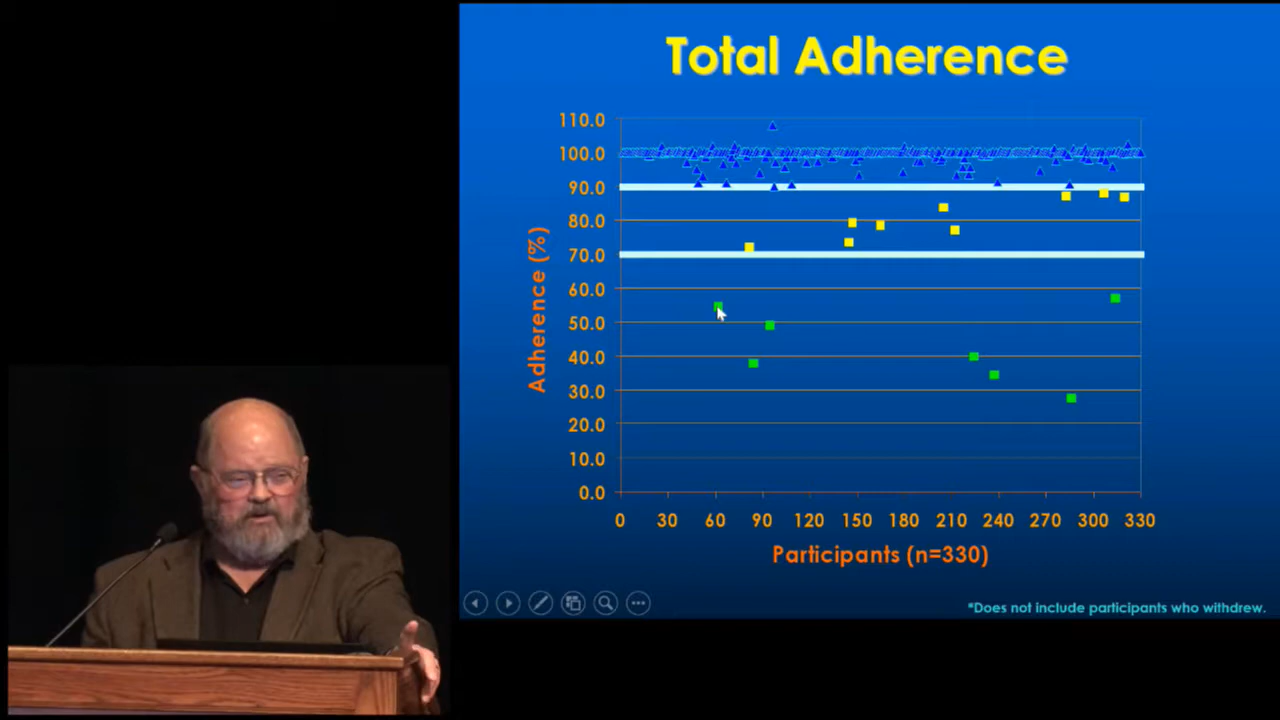 Total Adherence
110.0
100.0
90.0
80.0
70.0
60.0
50.0
40.0
30.0
20.0
10.0
0.0
Adherence (%)
0 30 60 90 120 150 180 210 240 270 300 330
Participants (n=330)
*Does not include participants who withdrew.